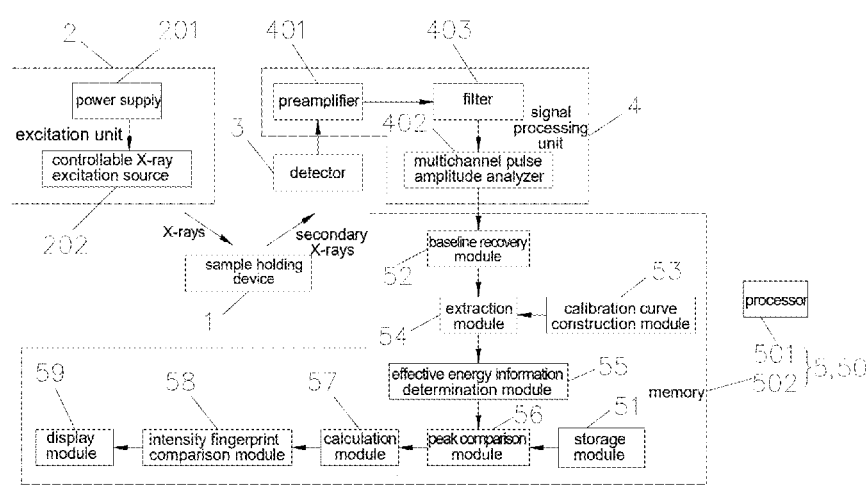 2
201
401
403
power supply
preamplifier
filter
excitation unit
3
402
signal
processing
unit
4
controllable X-ray
excitation source
detector
multichannel pulse
amplitude analyzer
202
X-rays
secondary
X-rays
sample holding
device
1
baseline recovery
module
52
53
extraction
module
calibration curve
construction module
54
processor
effective energy information
determination module
55
501
502
5,50
memory
59
58
57
56
51
display
module
intensity fingerprint
comparison module
calculation
module
peak comparison
module
storage
module